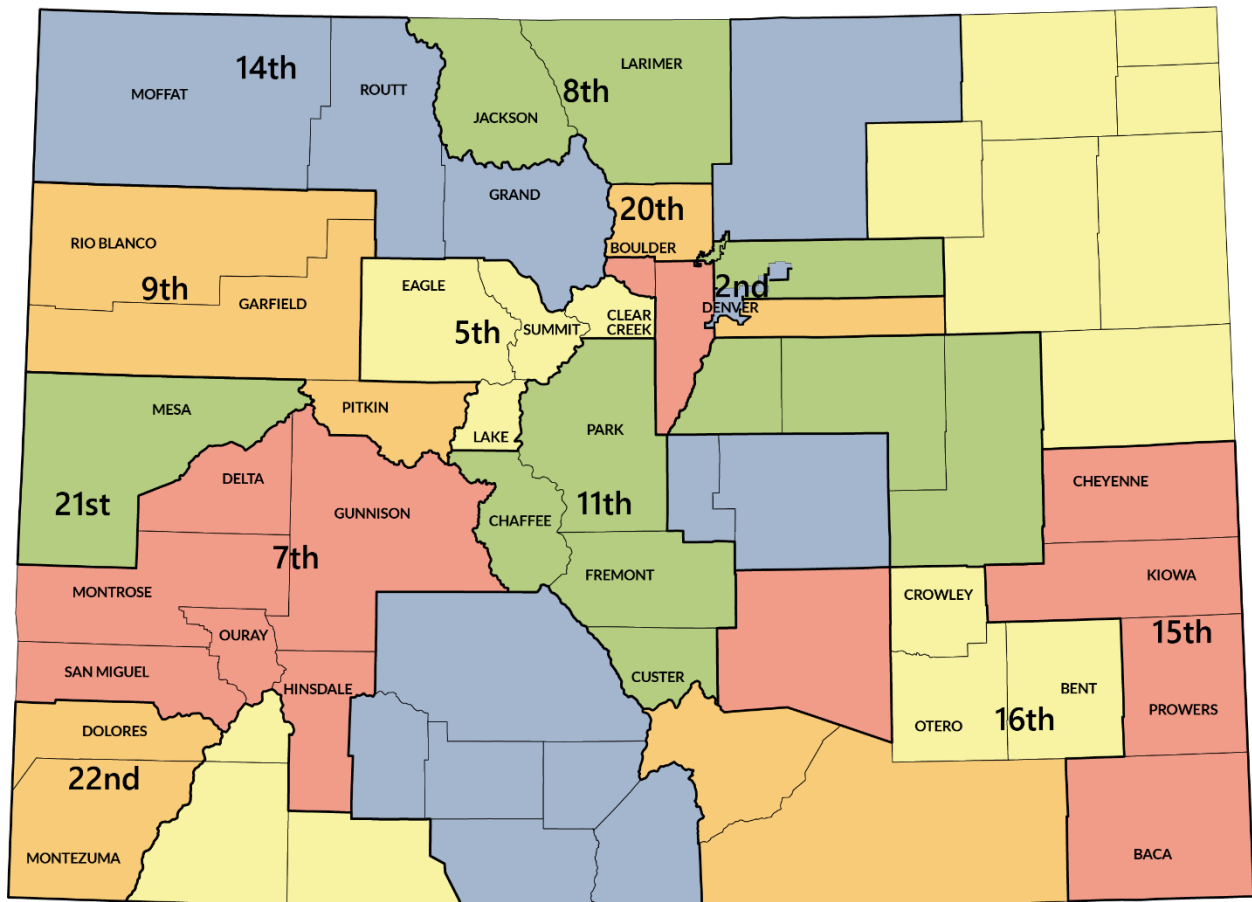 14th
MOFFAT
ROUTT
LARIMER
8th
JACKSON
GRAND
20th
BOULDER
RIO BLANCO
9th
GARFIELD
EAGLE
5th
SUMMIT
CLEAR
CREEK
2nd
DENVER
MESA
21st
PITKIN
LAKE
PARK
11th
CHAFFEE
FREMONT
CUSTER
DELTA
GUNNISON
7th
MONTROSE
OURAY
SAN MIGUEL
HINSDALE
DOLORES
22nd
MONTEZUMA
CHEYENNE
KIOWA
15th
PROWERS
BACA
CROWLEY
BENT
OTERO
16th